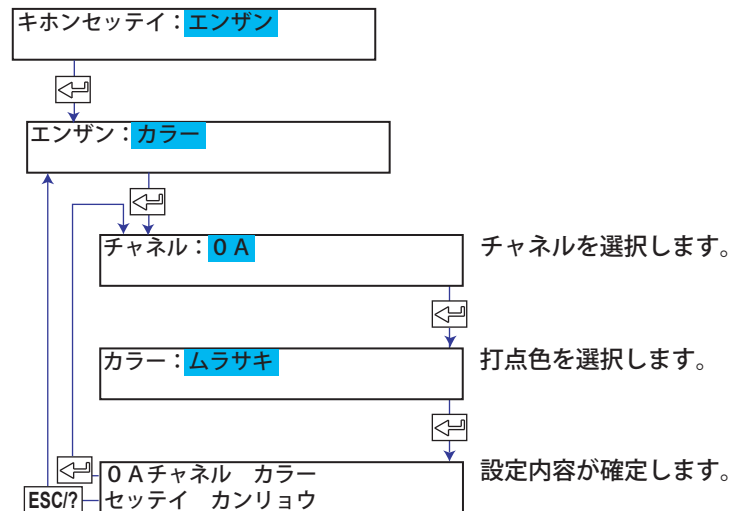 キホンセッテイ：エンザン
エンザン：カラー
チャネル：０Ａ
チャネルを選択します。
カラー：ムラサキ
打点色を選択します。
０Ａチャネル　カラー
セッテイ　カンリョウ
設定内容が確定します。
ESC/?